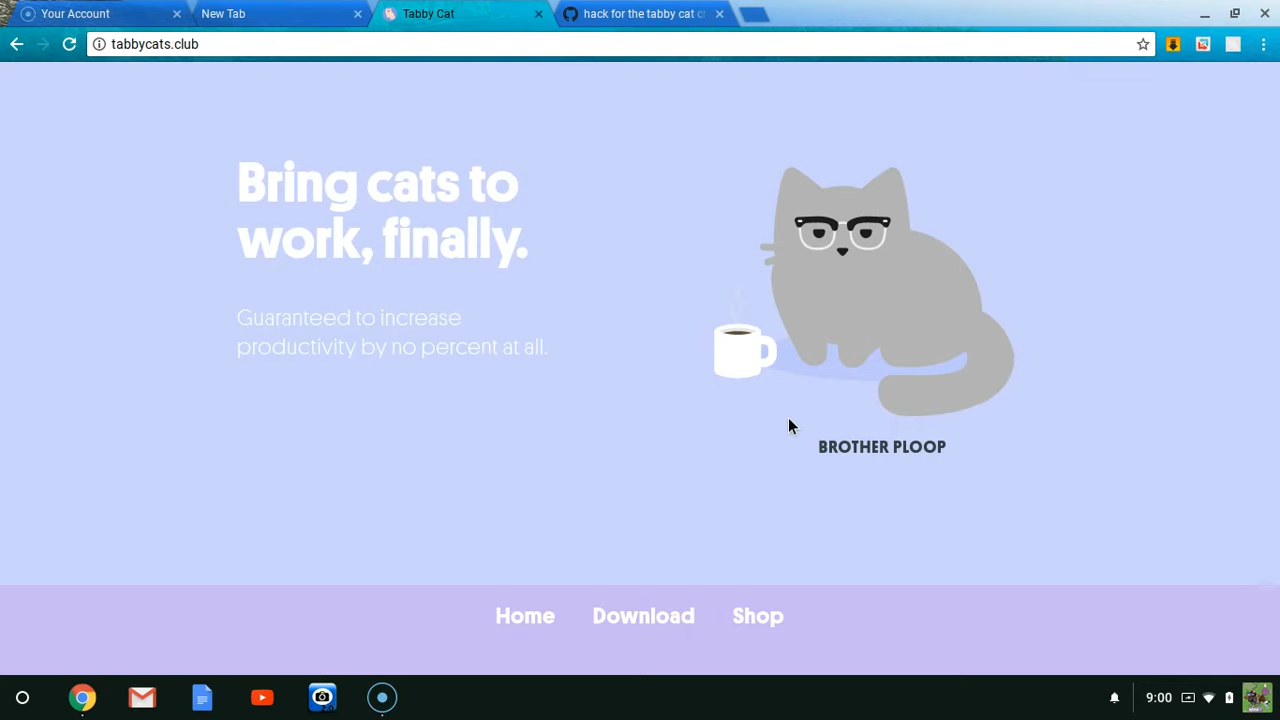 Your Account
New Tab
Tabby Cat
hack for the tabby cat c
tabbycats.club
Bring cats to
work, finally.
Guaranteed to increase
productivity by no percent at all.
BROTHER PLOOP
Home Download Shop
9:00